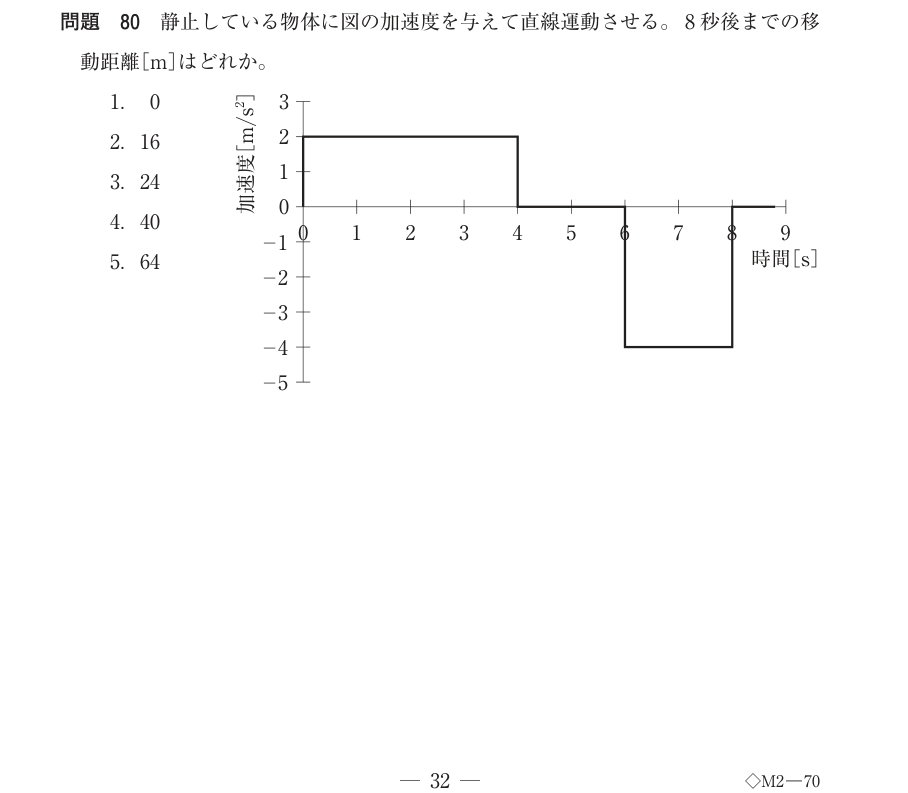 問題 80 静止している物体に図の加速度を与えて直線運動させる。8秒後までの移
動距離[m]はどれか。
1. 0
2. 16
3. 24
4. 40
5. 64
加速度[m/s²]
3
2
1
0
−1
−2
−3
−4
−5
0 1 2 3 4 5 6 7 8 9
時間[s]
— 32 —
◇M2—70